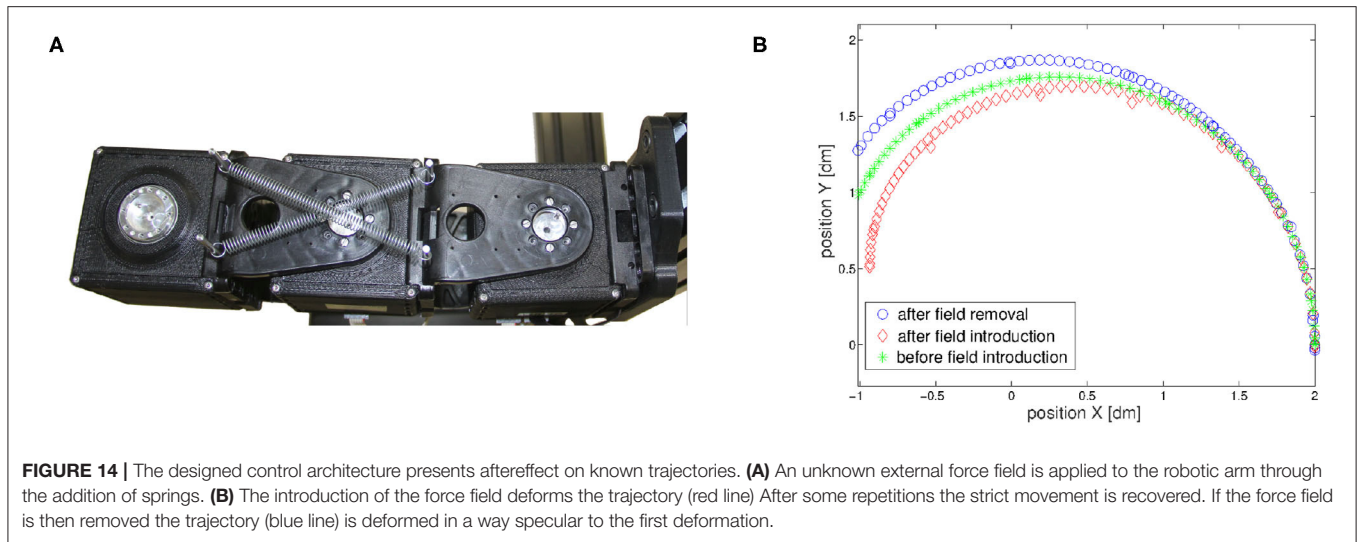 A
B
2
1.5
1
0.5
0
position Y [dm]
after field removal
after field introduction
before field introduction
−1 −0.5 0 0.5 1 1.5 2
position X [dm]
FIGURE 14 | The designed control architecture presents aftereffect on known trajectories. (A) An unknown external force field is applied to the robotic arm through
the addition of springs. (B) The introduction of the force field deforms the trajectory (red line) After some repetitions the strict movement is recovered. If the force field
is then removed the trajectory (blue line) is deformed in a way specular to the first deformation.